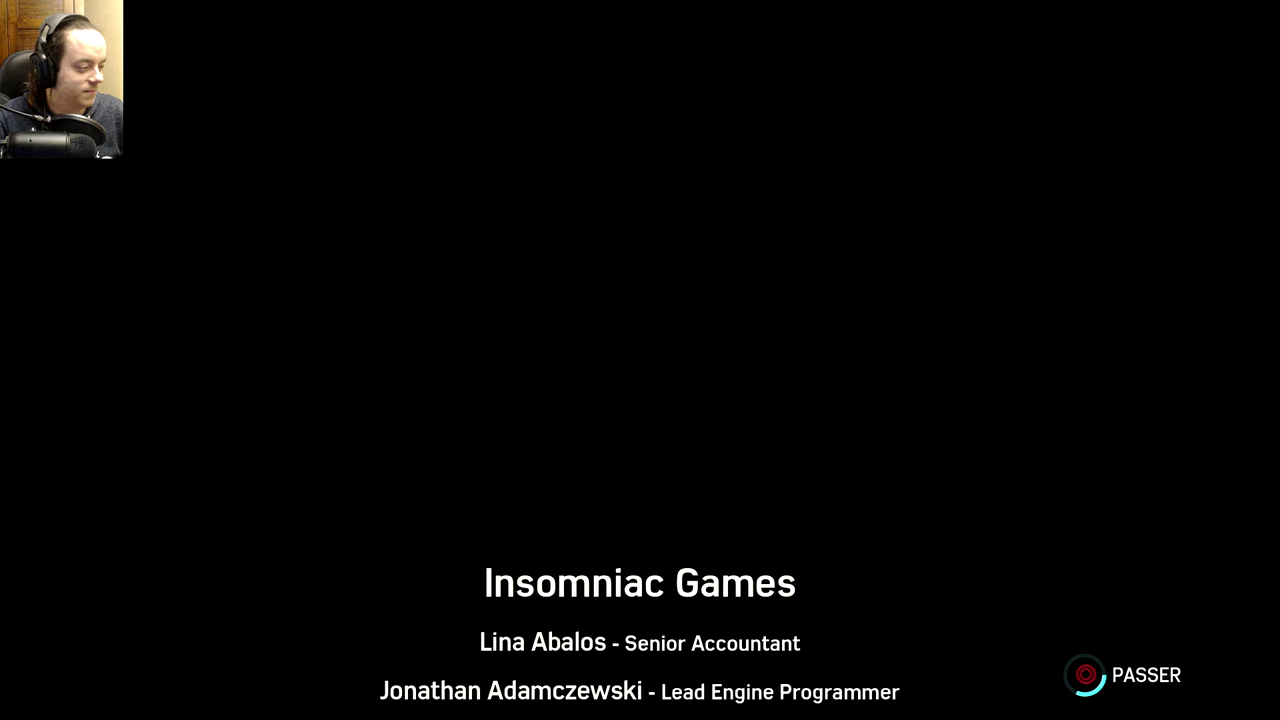 Insomniac Games
Lina Abalos - Senior Accountant
Jonathan Adamczewski - Lead Engine Programmer
PASSER